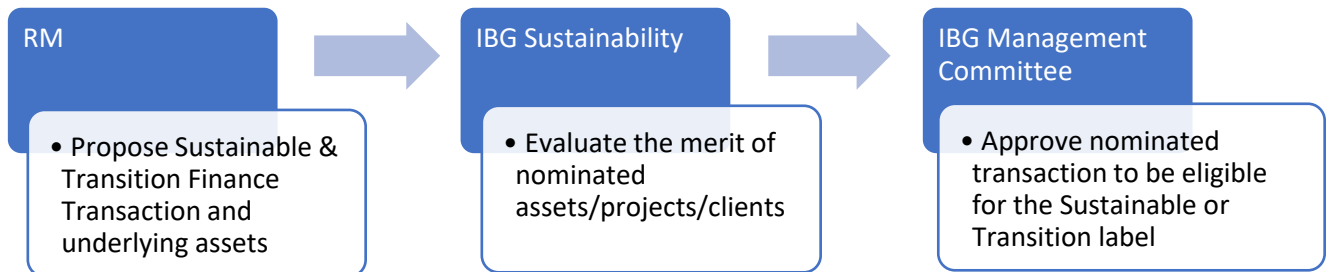 RM
• Propose Sustainable &
Transition Finance
Transaction and
underlying assets
IBG Sustainability
• Evaluate the merit of
nominated
assets/projects/clients
IBG Management
Committee
• Approve nominated
transaction to be eligible
for the Sustainable or
Transition label